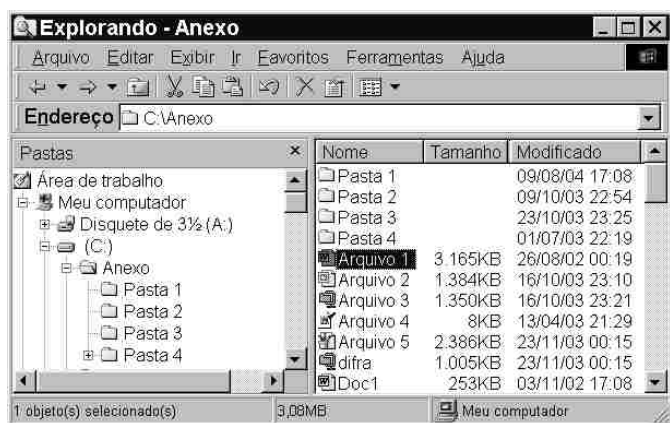 Explorando - Anexo
Arquivo Editar Exibir Ir Favoritos Ferramentas Ajuda
Endereço C:\Anexo
Pastas
Área de trabalho
Meu computador
Disquete de 3½ (A:)
(C:)
Anexo
Pasta 1
Pasta 2
Pasta 3
Pasta 4
Nome Tamanho Modificado
Pasta 1 09/08/04 17:08
Pasta 2 09/10/03 22:54
Pasta 3 23/10/03 23:25
Pasta 4 01/07/03 22:19
Arquivo 1 3.165KB 26/08/02 00:19
Arquivo 2 1.384KB 16/10/03 23:10
Arquivo 3 1.350KB 16/10/03 23:21
Arquivo 4 8KB 13/04/03 21:29
Arquivo 5 2.386KB 23/11/03 00:15
difra 1.005KB 23/11/03 00:15
Doc1 253KB 03/11/02 17:08
1 objeto(s) selecionado(s) 3,08MB Meu computador